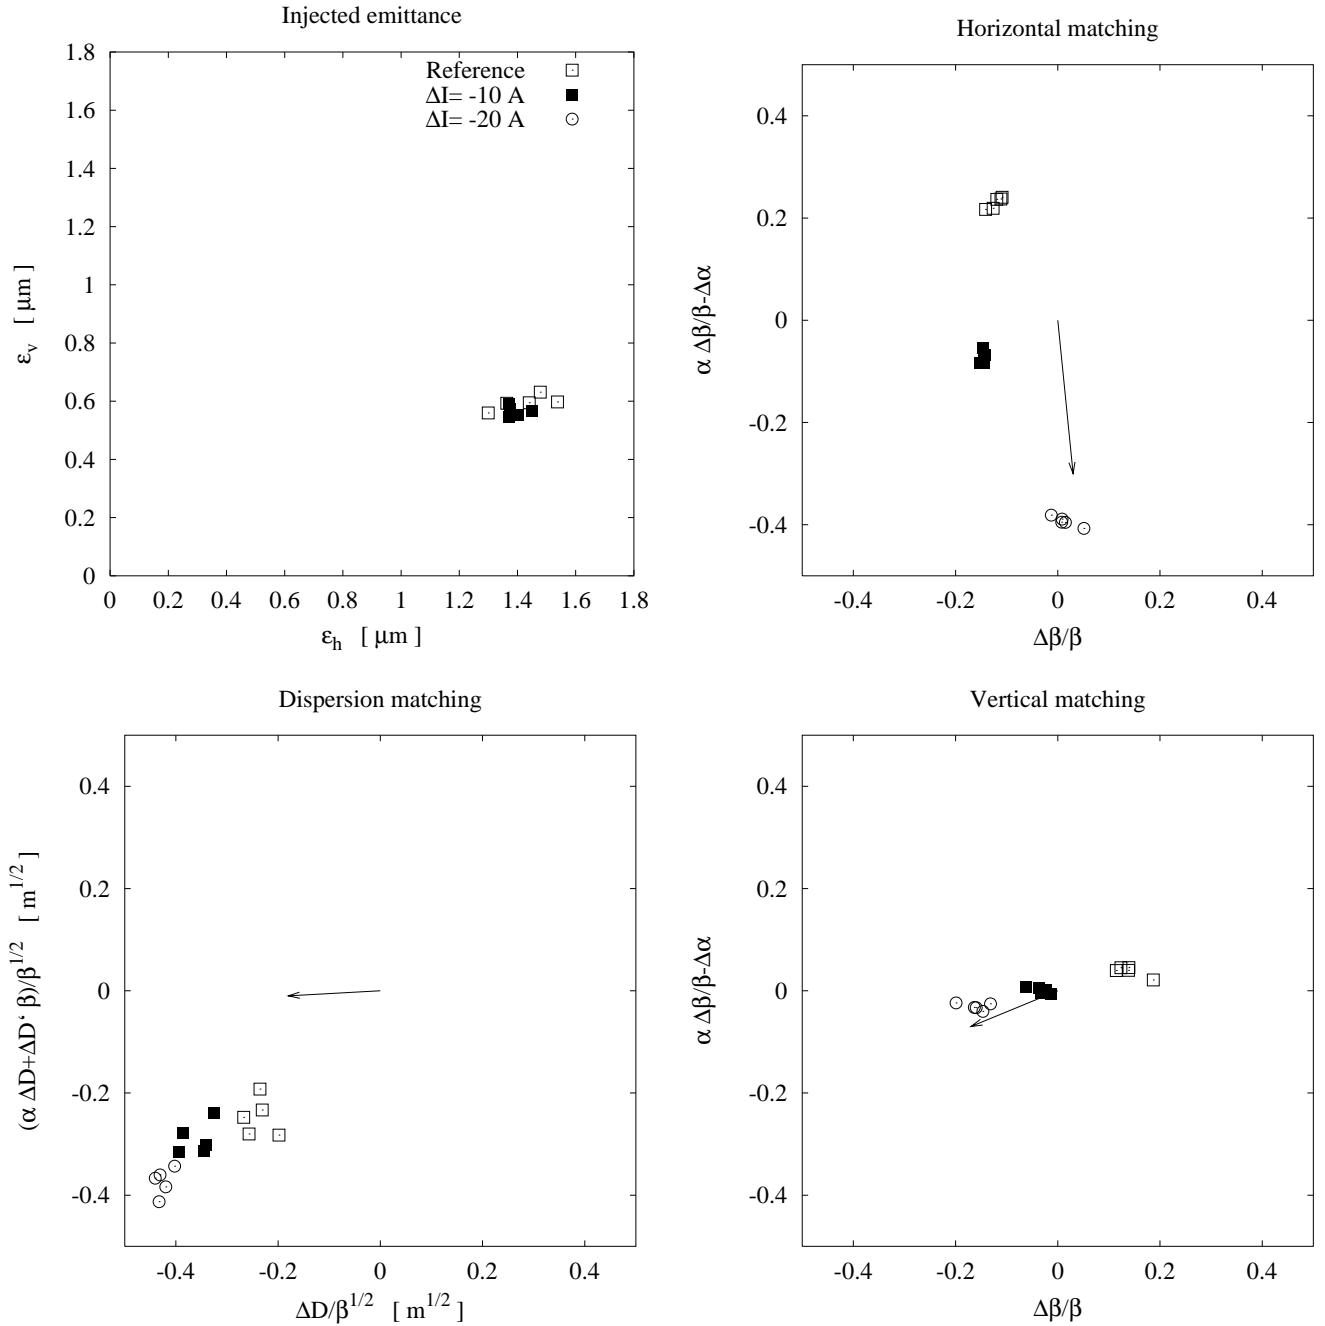 Injected emittance
1.8
1.6
1.4
1.2
1
0.8
0.6
0.4
0.2
0
0 0.2 0.4 0.6 0.8 1 1.2 1.4 1.6 1.8
εv [ μm ]
εh [ μm ]
Reference
ΔI= -10 A
ΔI= -20 A
Horizontal matching
0.4
0.2
0
-0.2
-0.4
-0.4 -0.2 0 0.2 0.4
α Δβ/β-Δα
Δβ/β
Dispersion matching
0.4
0.2
0
-0.2
-0.4
-0.4 -0.2 0 0.2 0.4
(α ΔD+ΔD‘ β)/β^1/2 [ m^1/2 ]
ΔD/β^1/2 [ m^1/2 ]
Vertical matching
0.4
0.2
0
-0.2
-0.4
-0.4 -0.2 0 0.2 0.4
α Δβ/β-Δα
Δβ/β